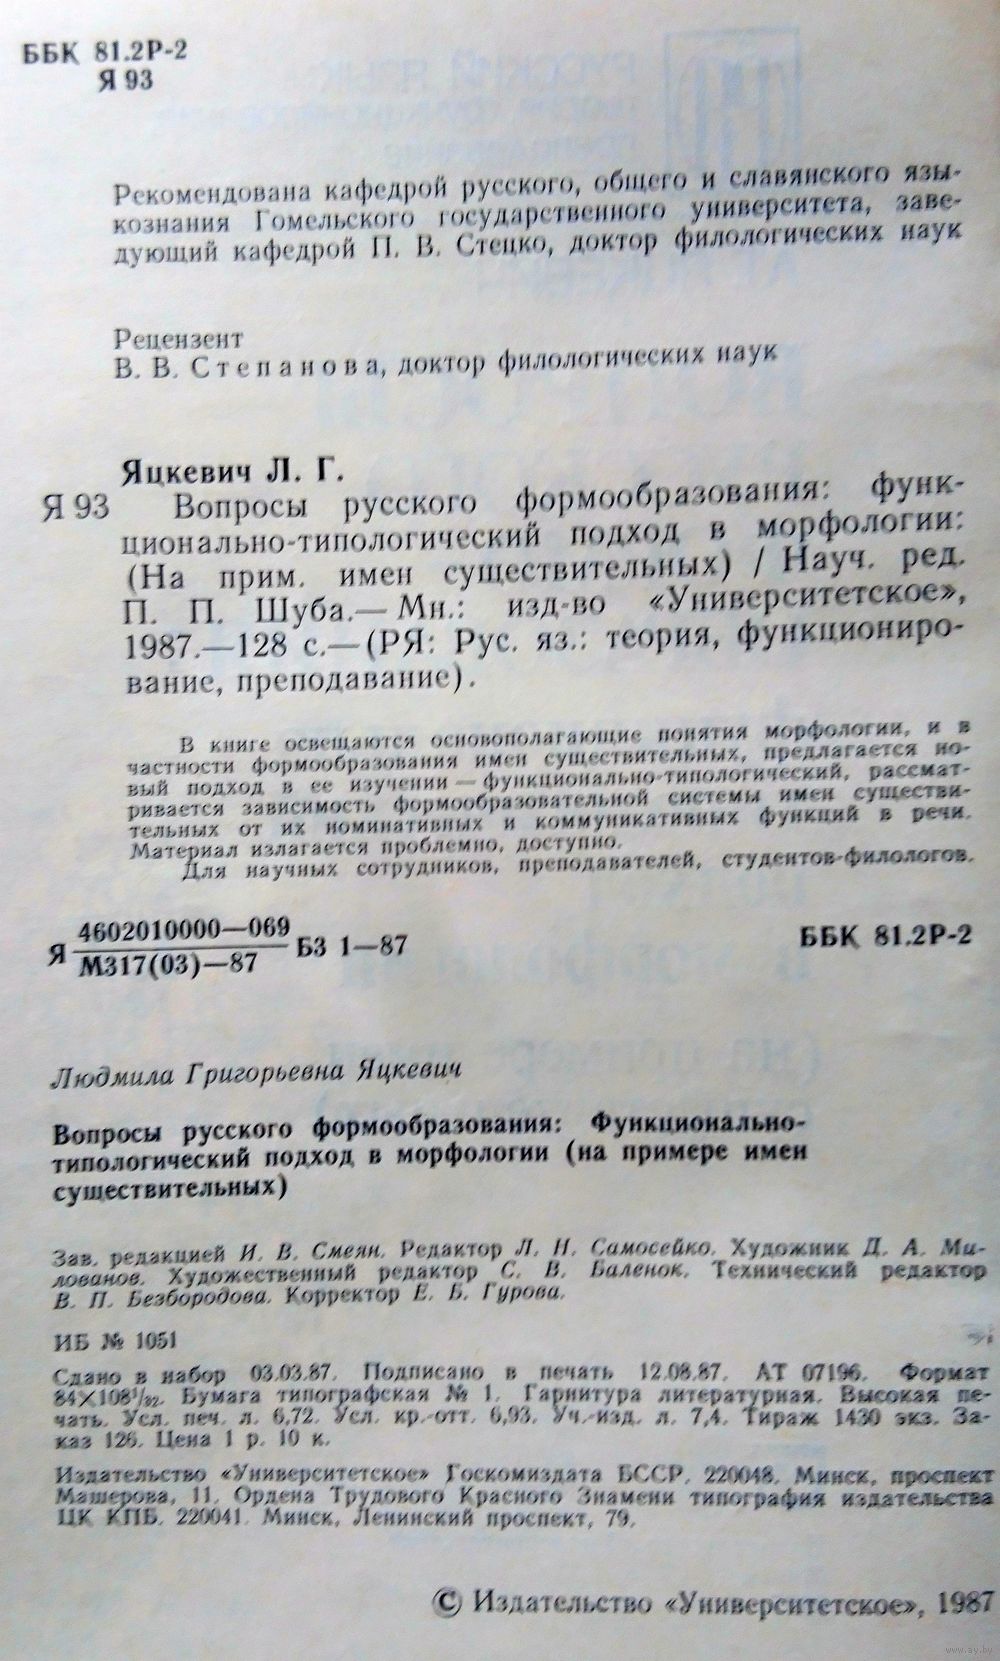 ББК 81.2Р-2
Я 93
Рекомендована кафедрой русского, общего и славянского язы-
кознания Гомельского государственного университета, заве-
дующий кафедрой П. В. Стецко, доктор филологических наук
Рецензент
В. В. Степанова, доктор филологических наук
Яцкевич Л. Г.
Я 93 Вопросы русского формообразования: функ-
ционально-типологический подход в морфологии:
(На прим. имен существительных) / Науч. ред.
П. П. Шуба.— Мн.: изд-во «Университетское»,
1987.—128 с.—(РЯ: Рус. яз.: теория, функциониро-
вание, преподавание).
В книге освещаются основополагающие понятия морфологии, и в
частности формообразования имен существительных, предлагается но-
вый подход в ее изучении — функционально-типологический, рассмат-
ривается зависимость формообразовательной системы имен существи-
тельных от их номинативных и коммуникативных функций в речи.
Материал излагается проблемно, доступно.
Для научных сотрудников, преподавателей, студентов-филологов.
4602010000—069
Я БЗ 1—87 ББК 81.2Р-2
М317(03)—87
Людмила Григорьевна Яцкевич
Вопросы русского формообразования: Функционально-
типологический подход в морфологии (на примере имен
существительных)
Зав. редакцией И. В. Смеян. Редактор Л. Н. Самосейко. Художник Д. А. Ми-
лованов. Художественный редактор С. В. Баленок. Технический редактор
В. П. Безбородова. Корректор Е. Б. Гурова.
ИБ № 1051
Сдано в набор 03.03.87. Подписано в печать 12.08.87. АТ 07196. Формат
84×108¹/₃₂. Бумага типографская № 1. Гарнитура литературная. Высокая пе-
чать. Усл. печ. л. 6,72. Усл. кр.-отт. 6,93. Уч.-изд. л. 7,4. Тираж 1430 экз. За-
каз 126. Цена 1 р. 10 к.
Издательство «Университетское» Госкомиздата БССР. 220048. Минск, проспект
Машерова, 11. Ордена Трудового Красного Знамени типография издательства
ЦК КПБ. 220041. Минск, Ленинский проспект, 79.
© Издательство «Университетское», 1987
www.ay.by